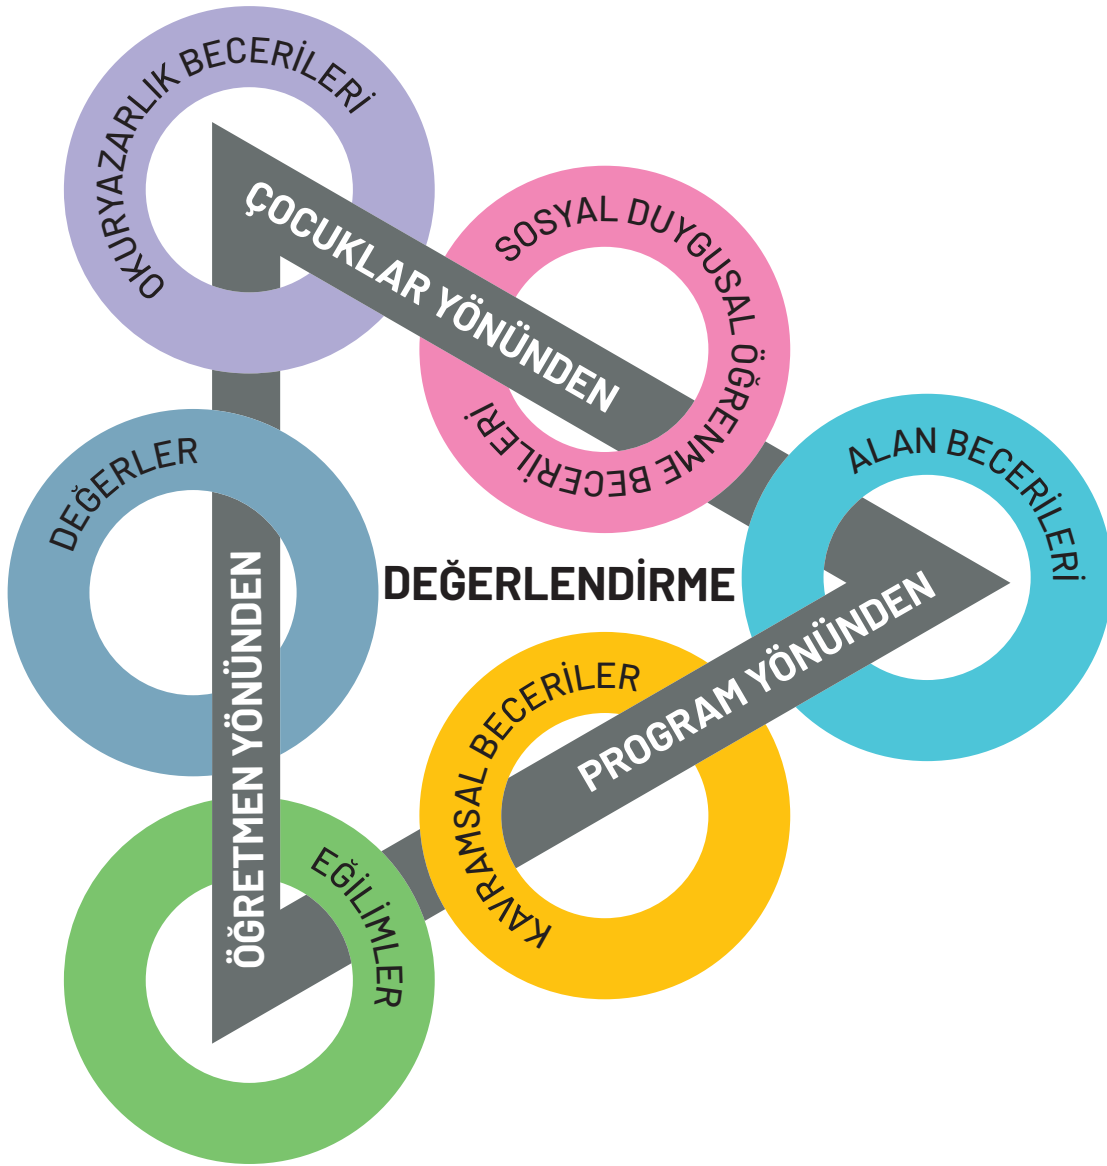 OKURYAZARLIK BECERİLERİ
ÇOCUKLAR YÖNÜNDEN
SOSYAL DUYGUSAL ÖĞRENME BECERİLERİ
ALAN BECERİLERİ
DEĞERLER
DEĞERLENDİRME
ÖĞRETMEN YÖNÜNDEN
PROGRAM YÖNÜNDEN
KAVRAMSAL BECERİLER
EĞİLİMLER